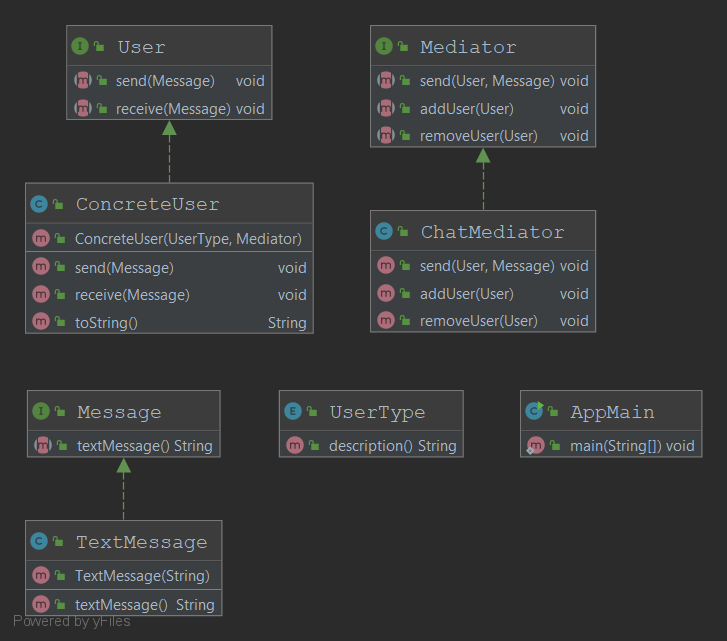 I User
m send(Message) void
m receive(Message) void
I Mediator
m send(User, Message) void
m addUser(User) void
m removeUser(User) void
C ConcreteUser
m ConcreteUser(UserType, Mediator)
m send(Message) void
m receive(Message) void
m toString() String
C ChatMediator
m send(User, Message) void
m addUser(User) void
m removeUser(User) void
I Message
m textMessage() String
E UserType
m description() String
C AppMain
m main(String[]) void
C TextMessage
m TextMessage(String)
m textMessage() String
Powered by yFiles